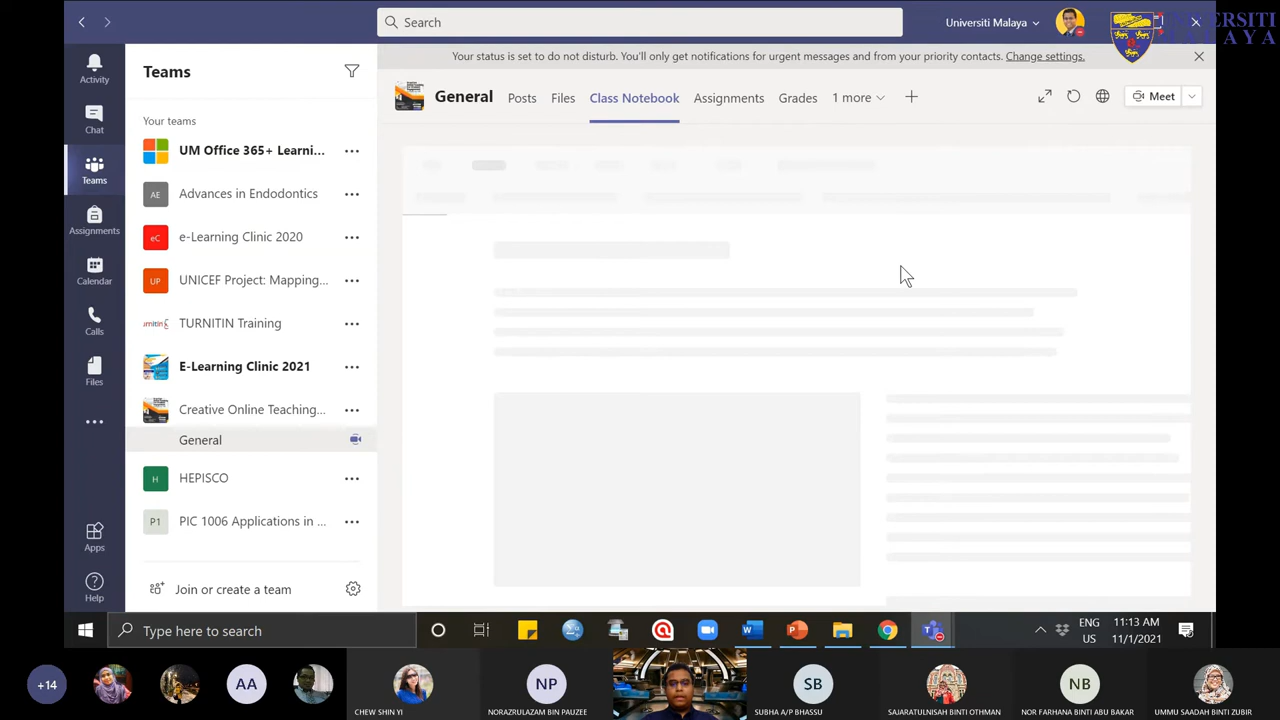 Search
Universiti Malaya
Your status is set to do not disturb. You'll only get notifications for urgent messages and from your priority contacts. Change settings.
Teams
General
Posts
Files
Class Notebook
Assignments
Grades
1 more
Meet
Activity
Chat
Teams
Assignments
Calendar
Calls
Files
Apps
Help
Your teams
UM Office 365+ Learni...
AE
Advances in Endodontics
eC
e-Learning Clinic 2020
UP
UNICEF Project: Mapping...
TURNITIN Training
E-Learning Clinic 2021
Creative Online Teaching...
General
H
HEPISCO
P1
PIC 1006 Applications in ...
Join or create a team
Type here to search
ENG
US
11:13 AM
11/1/2021
+14
AA
NP
SB
NB
CHEW SHIN YI
NORAZRULAZAM BIN PAUZEE
SUBHA A/P BHASSU
SAJARATULNISAH BINTI OTHMAN
NOR FARHANA BINTI ABU BAKAR
UMMU SAADAH BINTI ZUBIR